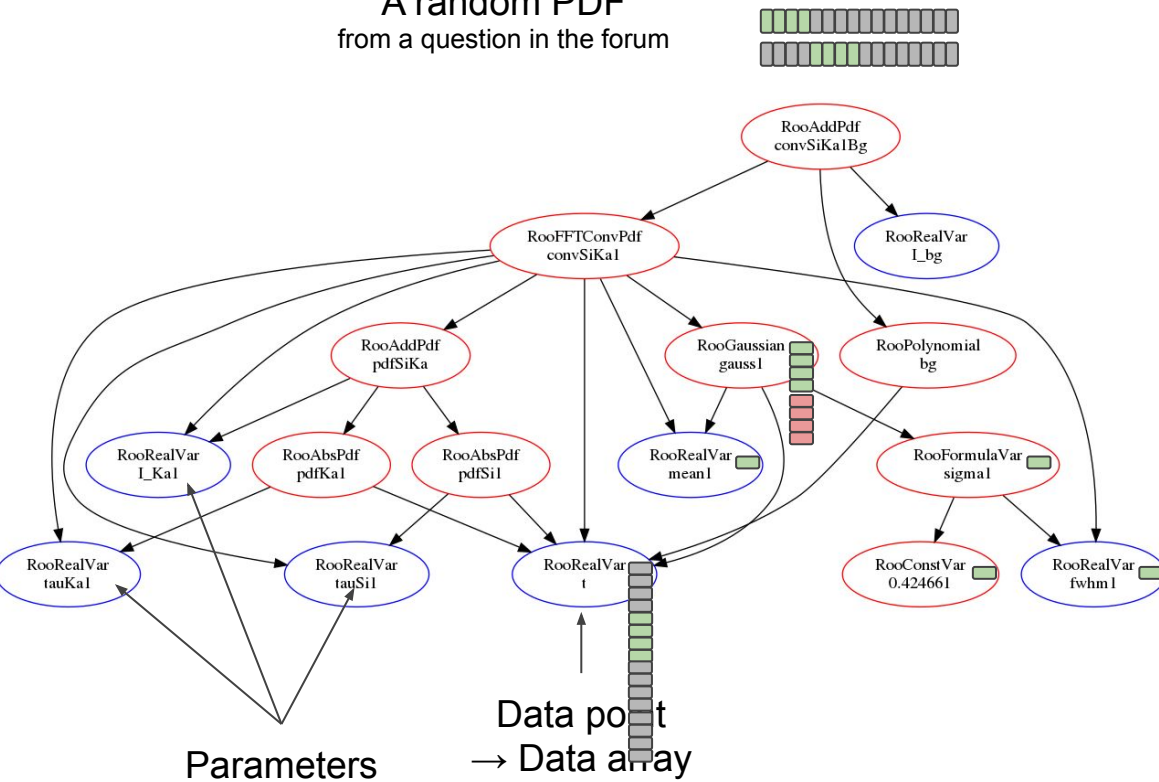 A random PDF
from a question in the forum
RooAddPdf
convSiKa1Bg
RooFFTConvPdf
convSiKa1
RooRealVar
I_bg
RooAddPdf
pdfSiKa
RooGaussian
gauss1
RooPolynomial
bg
RooRealVar
I_Ka1
RooAbsPdf
pdfKa1
RooAbsPdf
pdfSi1
RooRealVar
mean1
RooFormulaVar
sigma1
RooRealVar
tauKa1
RooRealVar
tauSi1
RooRealVar
t
RooConstVar
0.424661
RooRealVar
fwhm1
Data point
Parameters
→ Data array